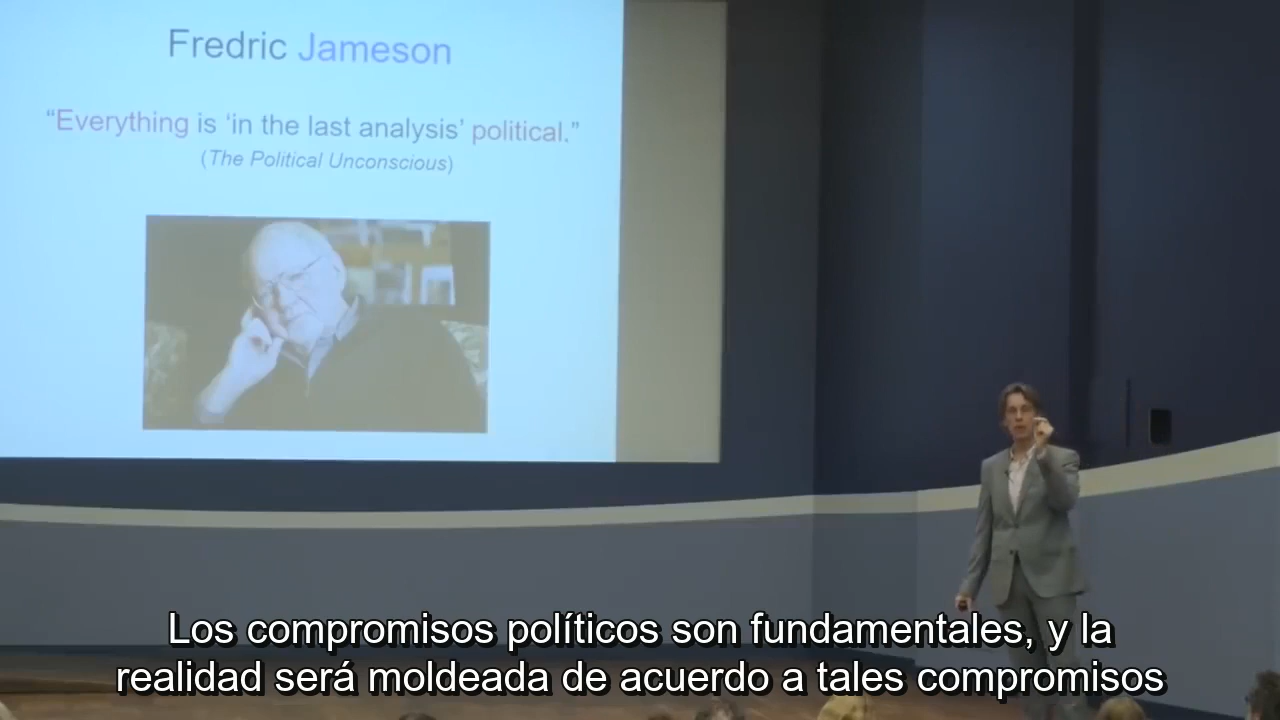 Fredric Jameson
“Everything is ‘in the last analysis’ political.”
(The Political Unconscious)
Los compromisos políticos son fundamentales, y la
realidad será moldeada de acuerdo a tales compromisos